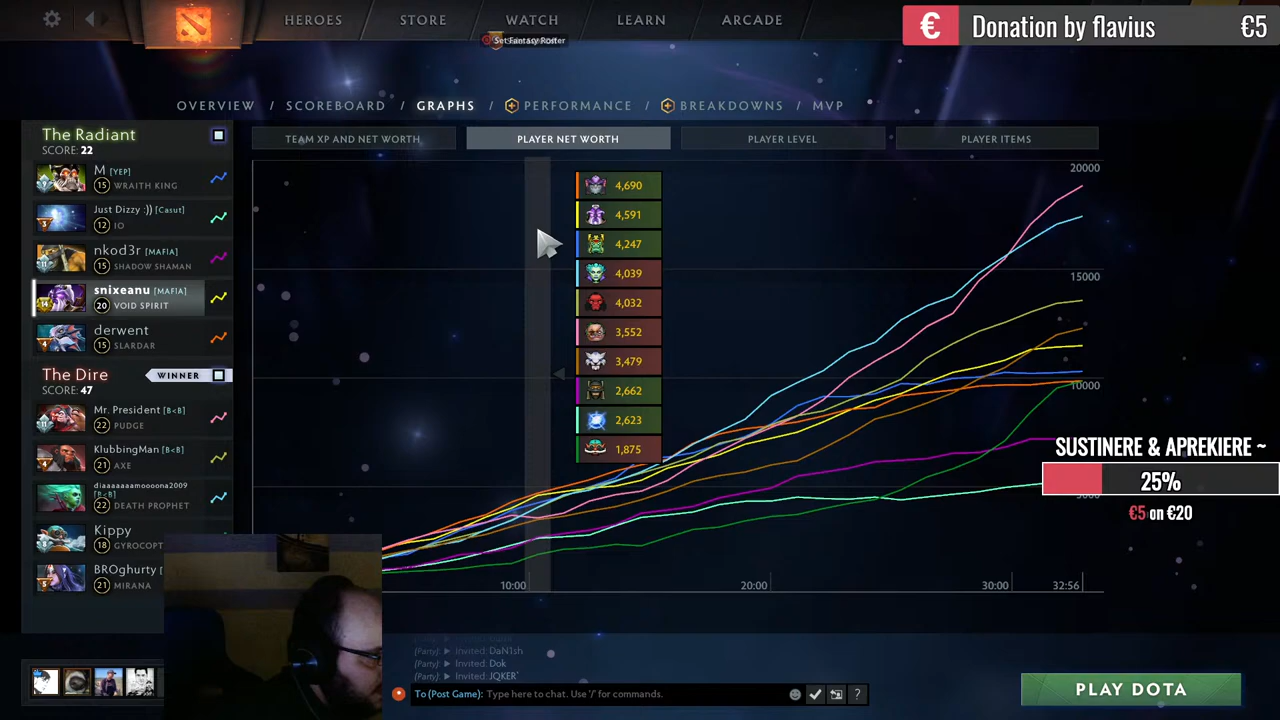 HEROES
STORE
WATCH
LEARN
ARCADE
€ Donation by flavius €5
OVERVIEW / SCOREBOARD / GRAPHS / PERFORMANCE / BREAKDOWNS / MVP
The Radiant
SCORE: 22
M [YEP]
15 WRAITH KING
Just Dizzy :)) [Casut]
12 IO
nkod3r [MAFIA]
15 SHADOW SHAMAN
snixeanu [MAFIA]
20 VOID SPIRIT
derwent
15 SLARDAR
The Dire
WINNER
SCORE: 47
Mr. President [B<B]
22 PUDGE
KlubbingMan [B<B]
21 AXE
diaaaaaaamoooona2009
[B<B]
22 DEATH PROPHET
Kippy
18 GYROCOPT
BROghurty [
21 MIRANA
TEAM XP AND NET WORTH
PLAYER NET WORTH
PLAYER LEVEL
PLAYER ITEMS
4,690
4,591
4,247
4,039
4,032
3,552
3,479
2,662
2,623
1,875
20000
15000
10000
10:00
20:00
30:00
32:56
SUSTINERE & APREKIERE ~
25%
€5 on €20
(Party): ► Invited: DaN1sh
(Party): ► Invited: Dok
(Party): ► Invited: JQKER'
To (Post Game): Type here to chat. Use '/' for commands.
?
PLAY DOTA